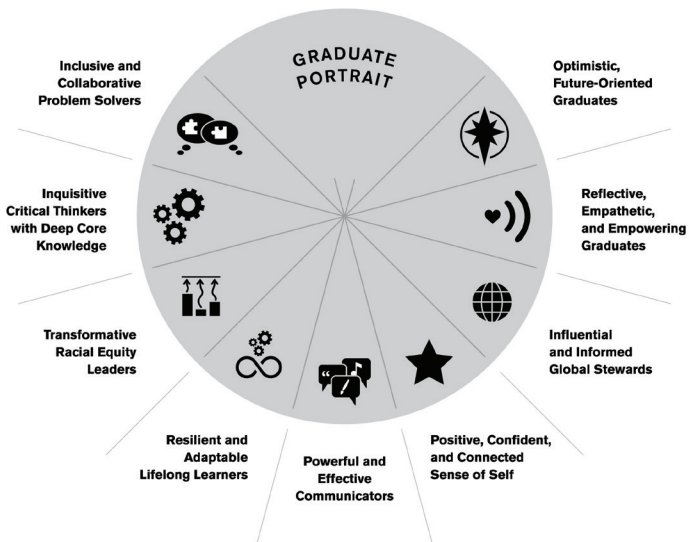 GRADUATE
PORTRAIT
Inclusive and
Collaborative
Problem Solvers
Optimistic,
Future-Oriented
Graduates
Inquisitive
Critical Thinkers
with Deep Core
Knowledge
Reflective,
Empathetic,
and Empowering
Graduates
Transformative
Racial Equity
Leaders
Influential
and Informed
Global Stewards
Resilient and
Adaptable
Lifelong Learners
Powerful and
Effective
Communicators
Positive, Confident,
and Connected
Sense of Self